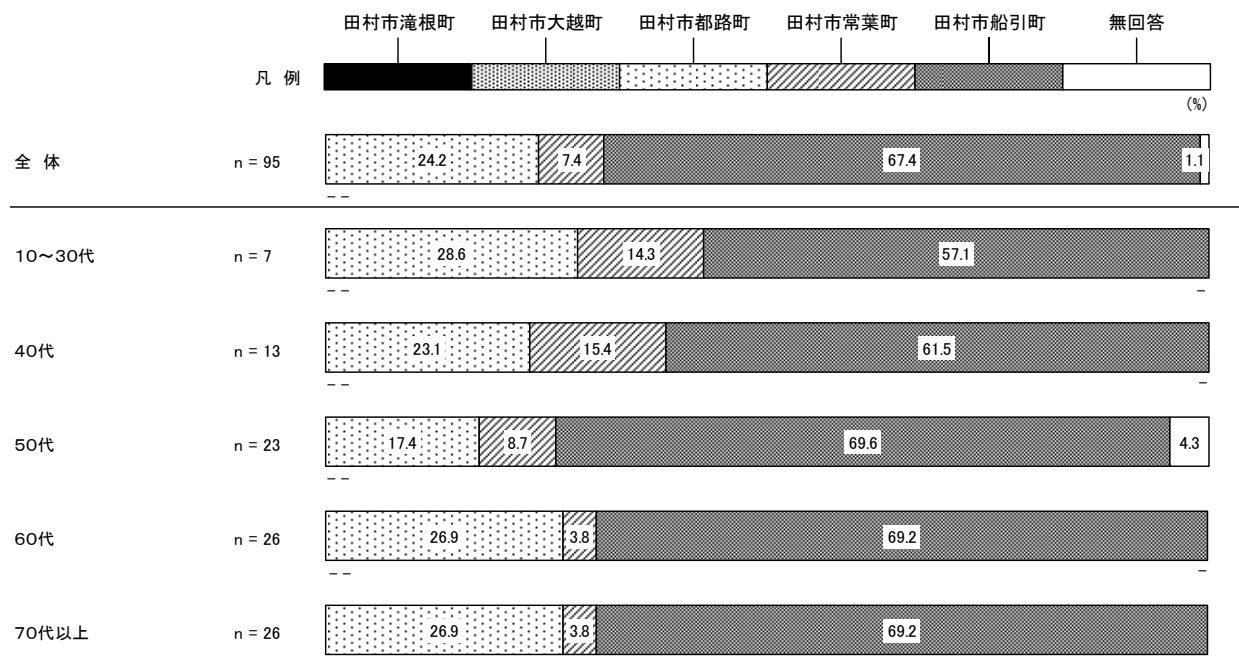 田村市滝根町 田村市大越町 田村市都路町 田村市常葉町 田村市船引町 無回答
凡 例
(%)
全 体 n = 95 24.2 7.4 67.4 1.1
－－
10～30代 n = 7 28.6 14.3 57.1
－－ －
40代 n = 13 23.1 15.4 61.5
－－ －
50代 n = 23 17.4 8.7 69.6 4.3
－－
60代 n = 26 26.9 3.8 69.2
－－ －
70代以上 n = 26 26.9 3.8 69.2